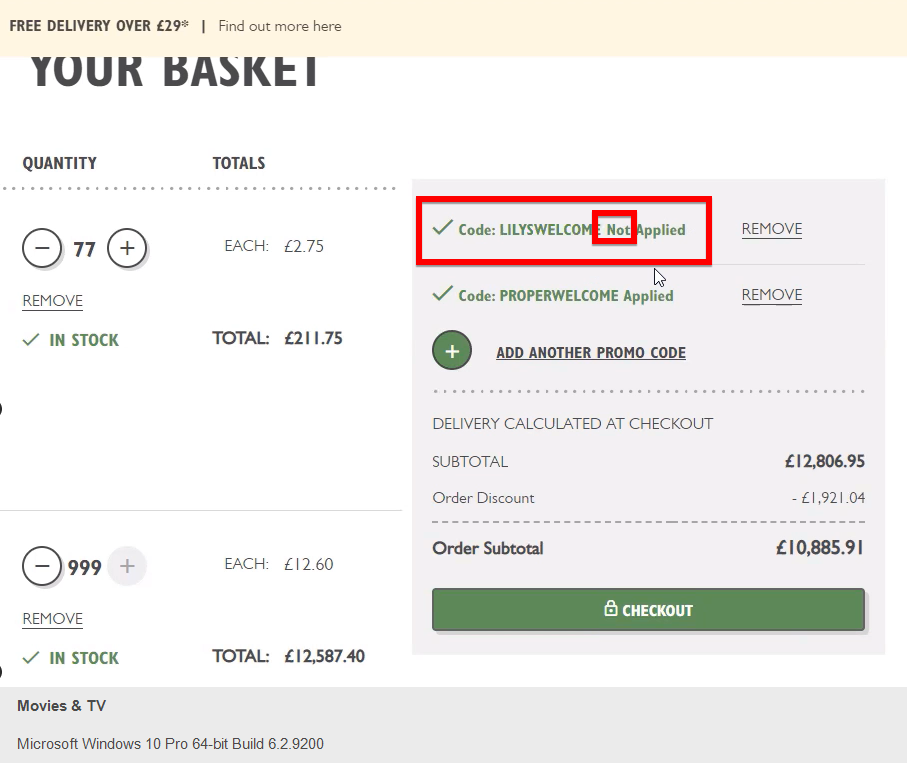 FREE DELIVERY OVER £29* | Find out more here
YOUR BASKET
QUANTITY TOTALS
77 EACH: £2.75
REMOVE
IN STOCK TOTAL: £211.75
999 EACH: £12.60
REMOVE
IN STOCK TOTAL: £12,587.40
Code: LILYSWELCOME Not Applied REMOVE
Code: PROPERWELCOME Applied REMOVE
ADD ANOTHER PROMO CODE
DELIVERY CALCULATED AT CHECKOUT
SUBTOTAL £12,806.95
Order Discount - £1,921.04
Order Subtotal £10,885.91
CHECKOUT
Movies & TV
Microsoft Windows 10 Pro 64-bit Build 6.2.9200